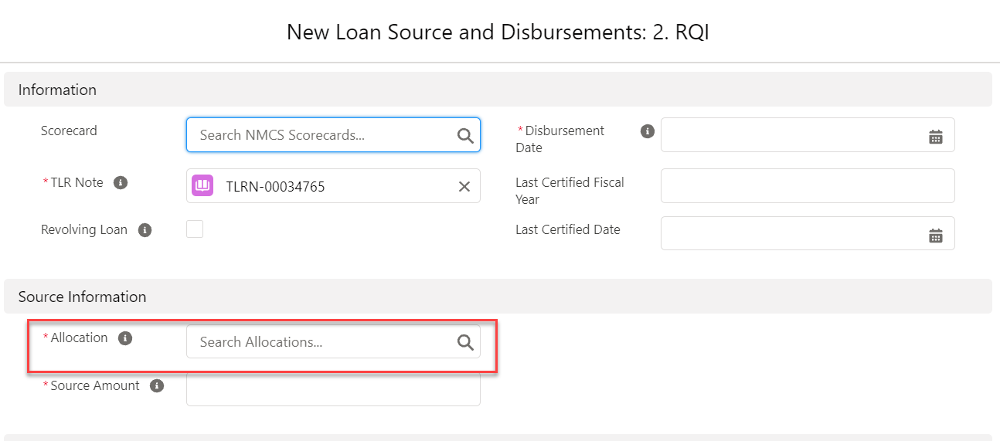 New Loan Source and Disbursements: 2. RQI
Information
Scorecard
Search NMCS Scorecards...
*TLR Note
TLRN-00034765
Revolving Loan
*Disbursement
Date
Last Certified Fiscal
Year
Last Certified Date
Source Information
*Allocation
Search Allocations...
*Source Amount